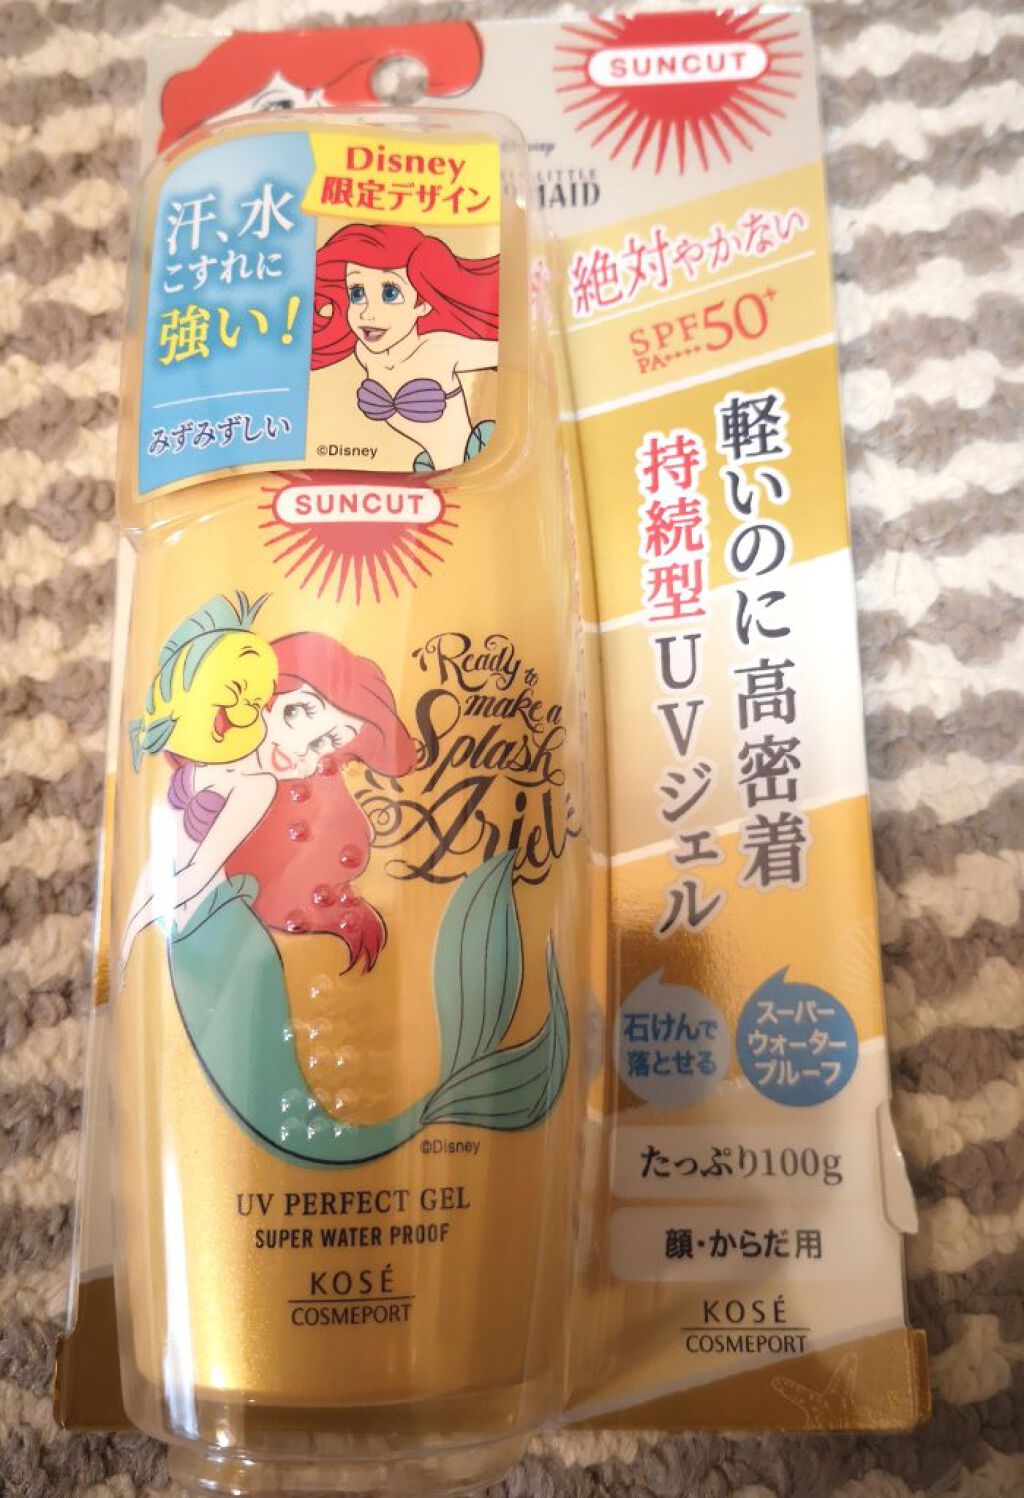 SUNCUT
LITTLE
Disney
限定デザイン
汗、水
こすれに
強い!
みずみずしい
©Disney
絶対やかない
SPF50+
PA++++
軽いのに高密着
持続型UVジェル
SUNCUT
Ready to
make a
Splash
Ariel
©Disney
UV PERFECT GEL
SUPER WATER PROOF
KOSÉ
COSMEPORT
石けんで
落とせる
スーパー
ウォーター
プルーフ
たっぷり100g
顔・からだ用
KOSÉ
COSMEPORT